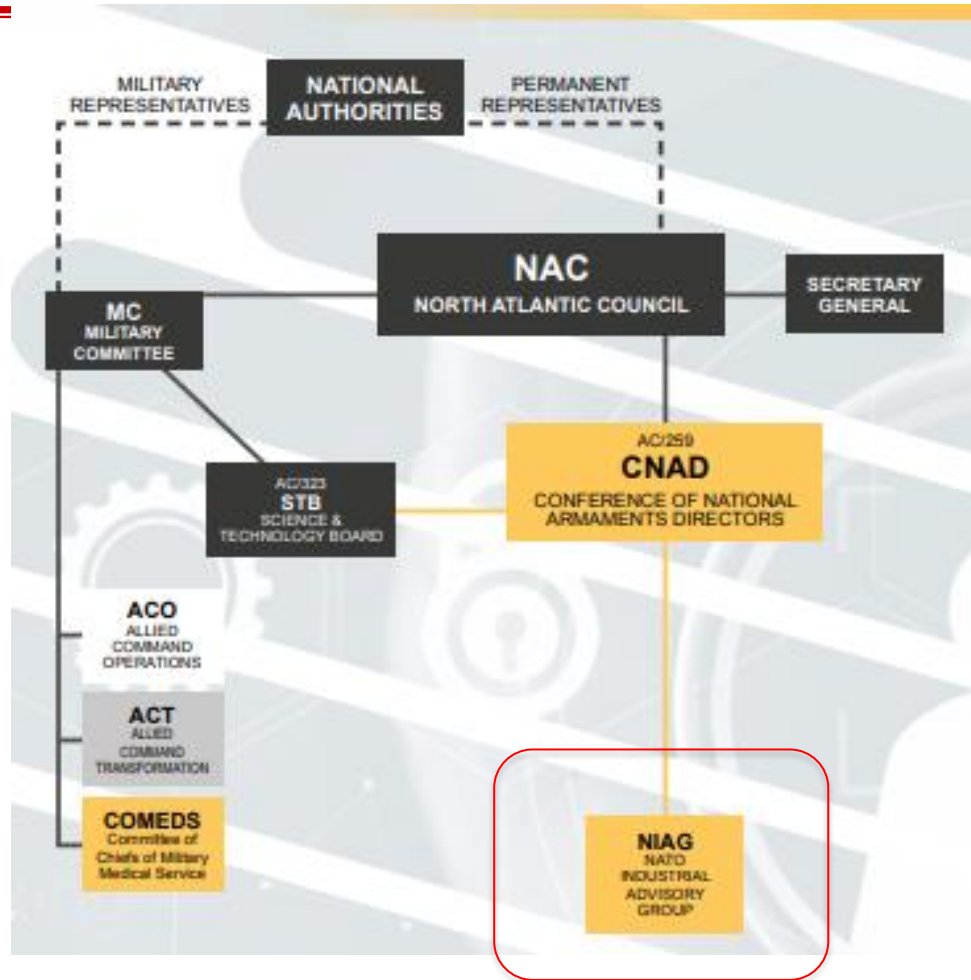 MILITARY
REPRESENTATIVES
NATIONAL
AUTHORITIES
PERMANENT
REPRESENTATIVES
NAC
NORTH ATLANTIC COUNCIL
SECRETARY
GENERAL
MC
MILITARY
COMMITTEE
AC/259
CNAD
CONFERENCE OF NATIONAL
ARMAMENTS DIRECTORS
AC/323
STB
SCIENCE &
TECHNOLOGY BOARD
ACO
ALLIED
COMMAND
OPERATIONS
ACT
ALLIED
COMMAND
TRANSFORMATION
COMEDS
Committee of
Chiefs of Military
Medical Service
NIAG
NATO
INDUSTRIAL
ADVISORY
GROUP